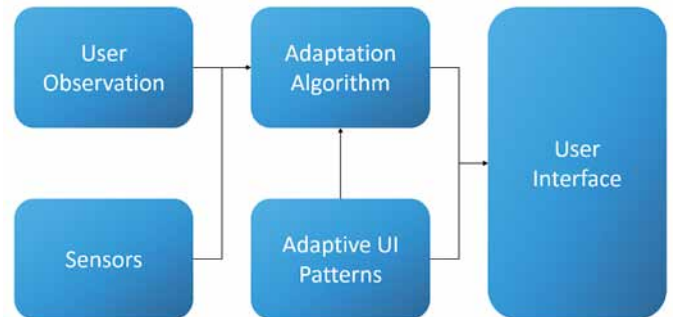 User
Observation
Adaptation
Algorithm
User
Interface
Sensors
Adaptive UI
Patterns